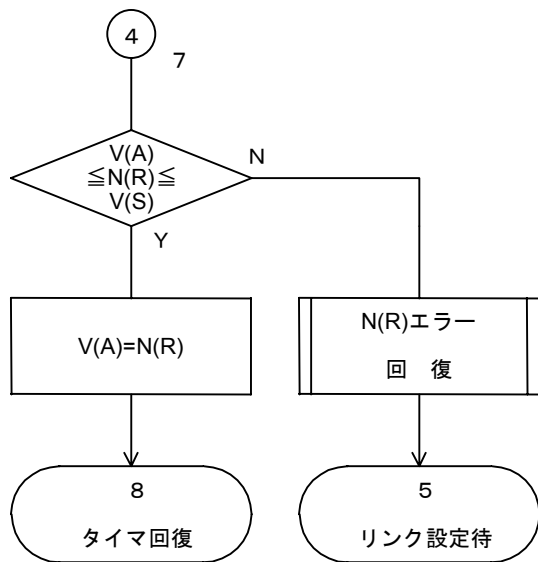 4
7
V(A)
≦N(R)≦
V(S)
N
Y
V(A)=N(R)
N(R)エラー
回　復
8
タイマ回復
5
リンク設定待